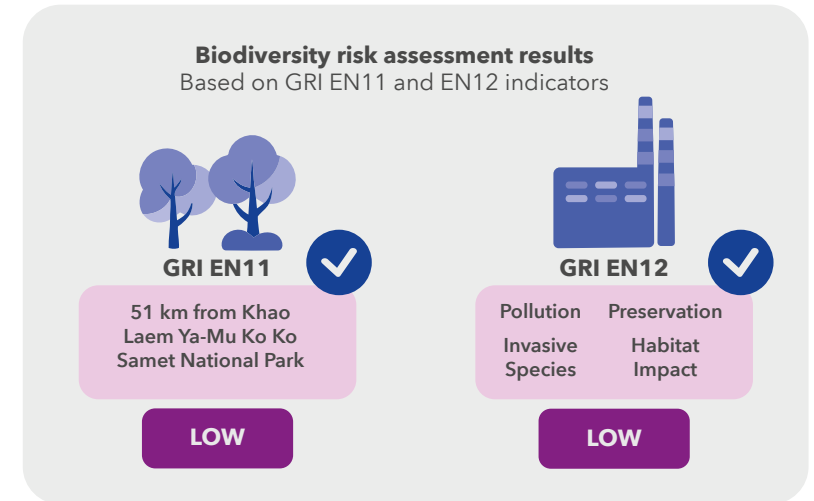 Biodiversity risk assessment results
Based on GRI EN11 and EN12 indicators
GRI EN11
51 km from Khao
Laem Ya-Mu Ko Ko
Samet National Park
LOW
GRI EN12
Pollution Preservation
Invasive Habitat
Species Impact
LOW